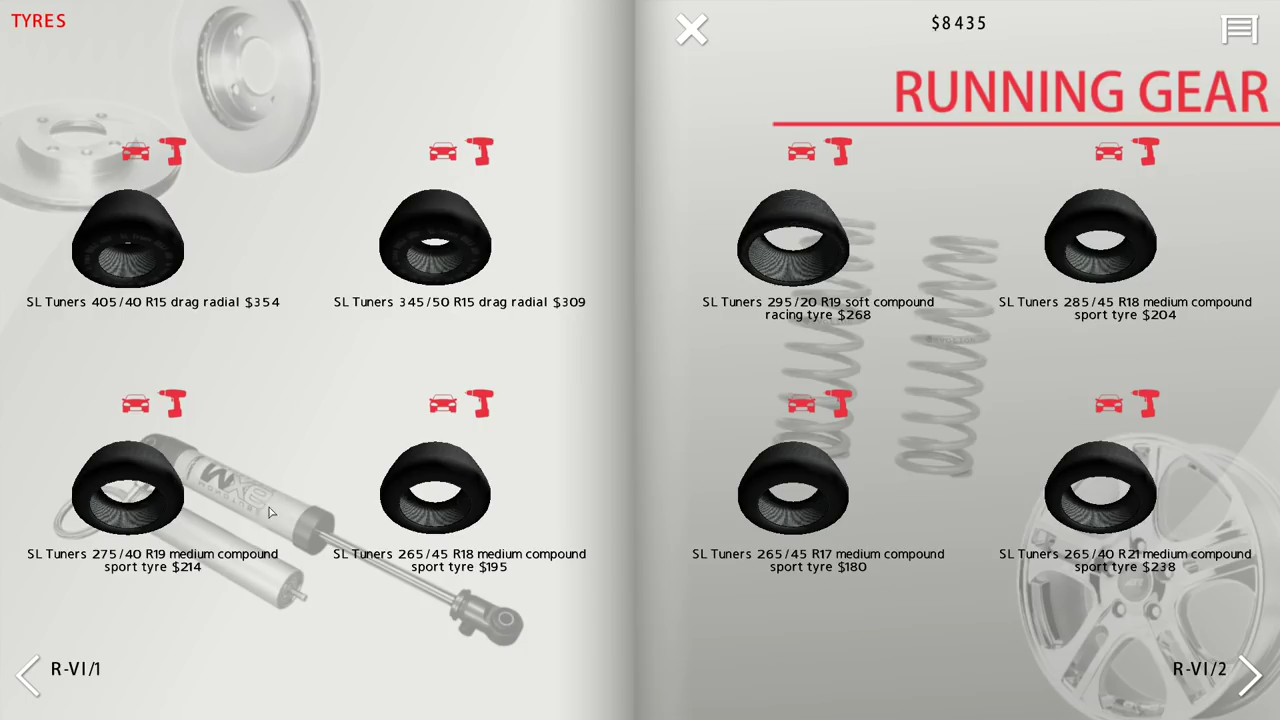 TYRES
$8435
RUNNING GEAR
SL Tuners 405/40 R15 drag radial $354
SL Tuners 345/50 R15 drag radial $309
SL Tuners 295/20 R19 soft compound
racing tyre $268
SL Tuners 285/45 R18 medium compound
sport tyre $204
SL Tuners 275/40 R19 medium compound
sport tyre $214
SL Tuners 265/45 R18 medium compound
sport tyre $195
SL Tuners 265/45 R17 medium compound
sport tyre $180
SL Tuners 265/40 R21 medium compound
sport tyre $238
R-VI/1
R-VI/2